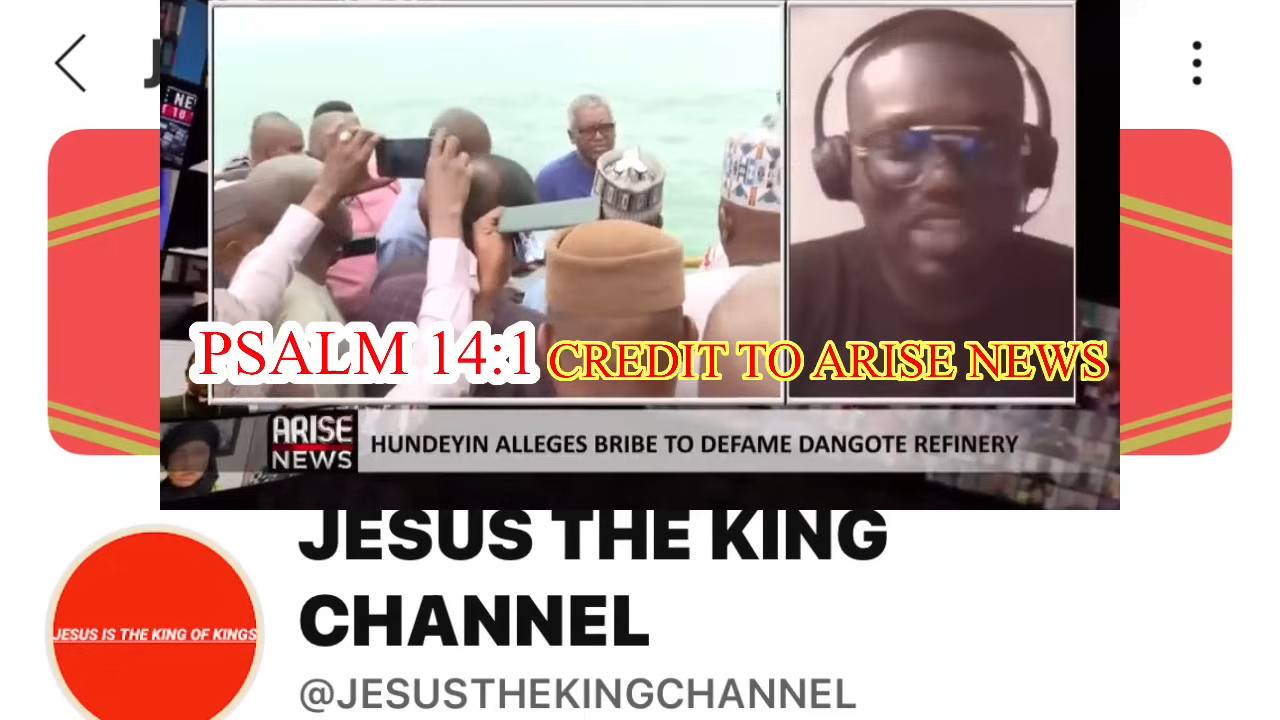 NE
PSALM 14:1 CREDIT TO ARISE NEWS
ARISE
NEWS
HUNDEYIN ALLEGES BRIBE TO DEFAME DANGOTE REFINERY
JESUS THE KING
CHANNEL
JESUS IS THE KING OF KINGS
@JESUSTHEKINGCHANNEL